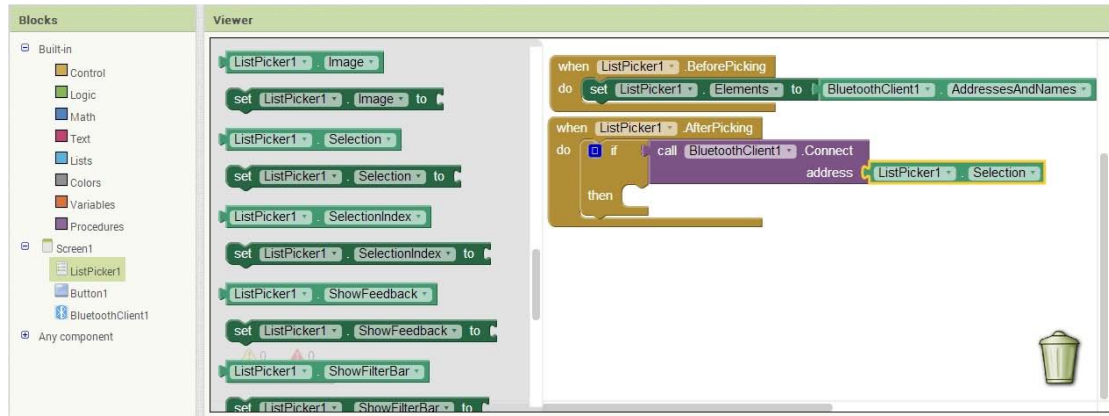 Blocks
Viewer
Built-in
Control
Logic
Math
Text
Lists
Colors
Variables
Procedures
Screen1
ListPicker1
Button1
BluetoothClient1
Any component
ListPicker1 . Image
set ListPicker1 . Image to
ListPicker1 . Selection
set ListPicker1 . Selection to
ListPicker1 . SelectionIndex
set ListPicker1 . SelectionIndex to
ListPicker1 . ShowFeedback
set ListPicker1 . ShowFeedback to
0 0
ListPicker1 . ShowFilterBar
set ListPicker1 . ShowFilterBar to
when ListPicker1 .BeforePicking
do set ListPicker1 . Elements to BluetoothClient1 . AddressesAndNames
when ListPicker1 .AfterPicking
do if call BluetoothClient1 .Connect
address ListPicker1 . Selection
then